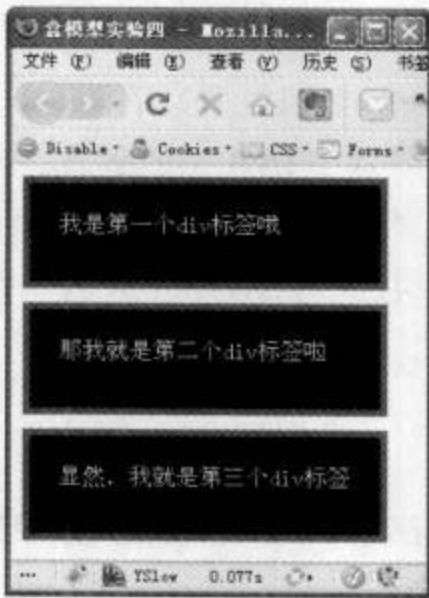 盒模型实验四 - Mozilla...
文件 (F) 编辑 (E) 查看 (V) 历史 (S) 书签
Disable Cookies CSS Forms
我是第一个div标签哦
那我就是第二个div标签啦
显然，我就是第三个div标签
... YSlow 0.077s